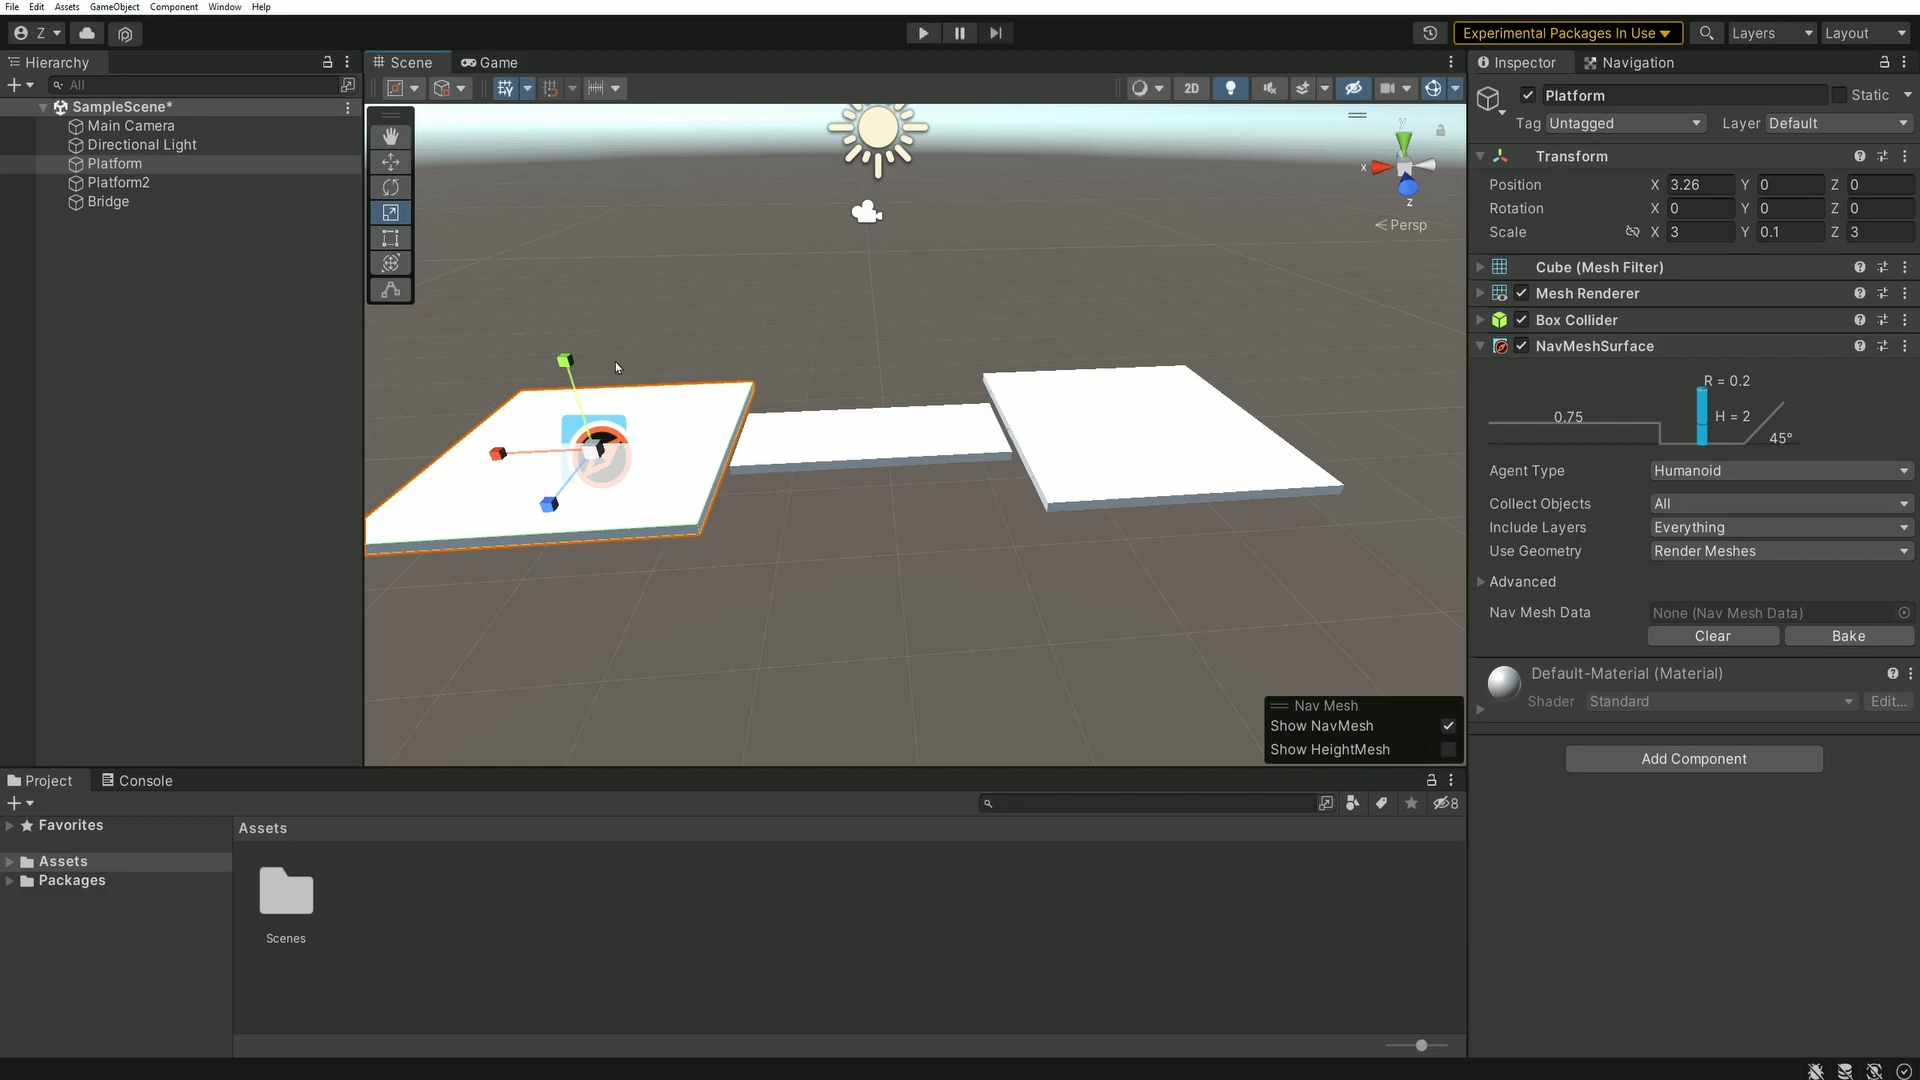 File Edit Assets GameObject Component Window Help
Z Experimental Packages In Use Layers Layout
Hierarchy
All
SampleScene*
Main Camera
Directional Light
Platform
Platform2
Bridge
Scene Game
2D
y
x
z
Persp
Nav Mesh
Show NavMesh
Show HeightMesh
Inspector Navigation
Platform Static
Tag Untagged Layer Default
Transform
Position X 3.26 Y 0 Z 0
Rotation X 0 Y 0 Z 0
Scale X 3 Y 0.1 Z 3
Cube (Mesh Filter)
Mesh Renderer
Box Collider
NavMeshSurface
R = 0.2
0.75 H = 2
45°
Agent Type Humanoid
Collect Objects All
Include Layers Everything
Use Geometry Render Meshes
Advanced
Nav Mesh Data None (Nav Mesh Data)
Clear Bake
Default-Material (Material)
Shader Standard Edit...
Add Component
Project Console
8
Favorites
Assets
Packages
Assets
Scenes